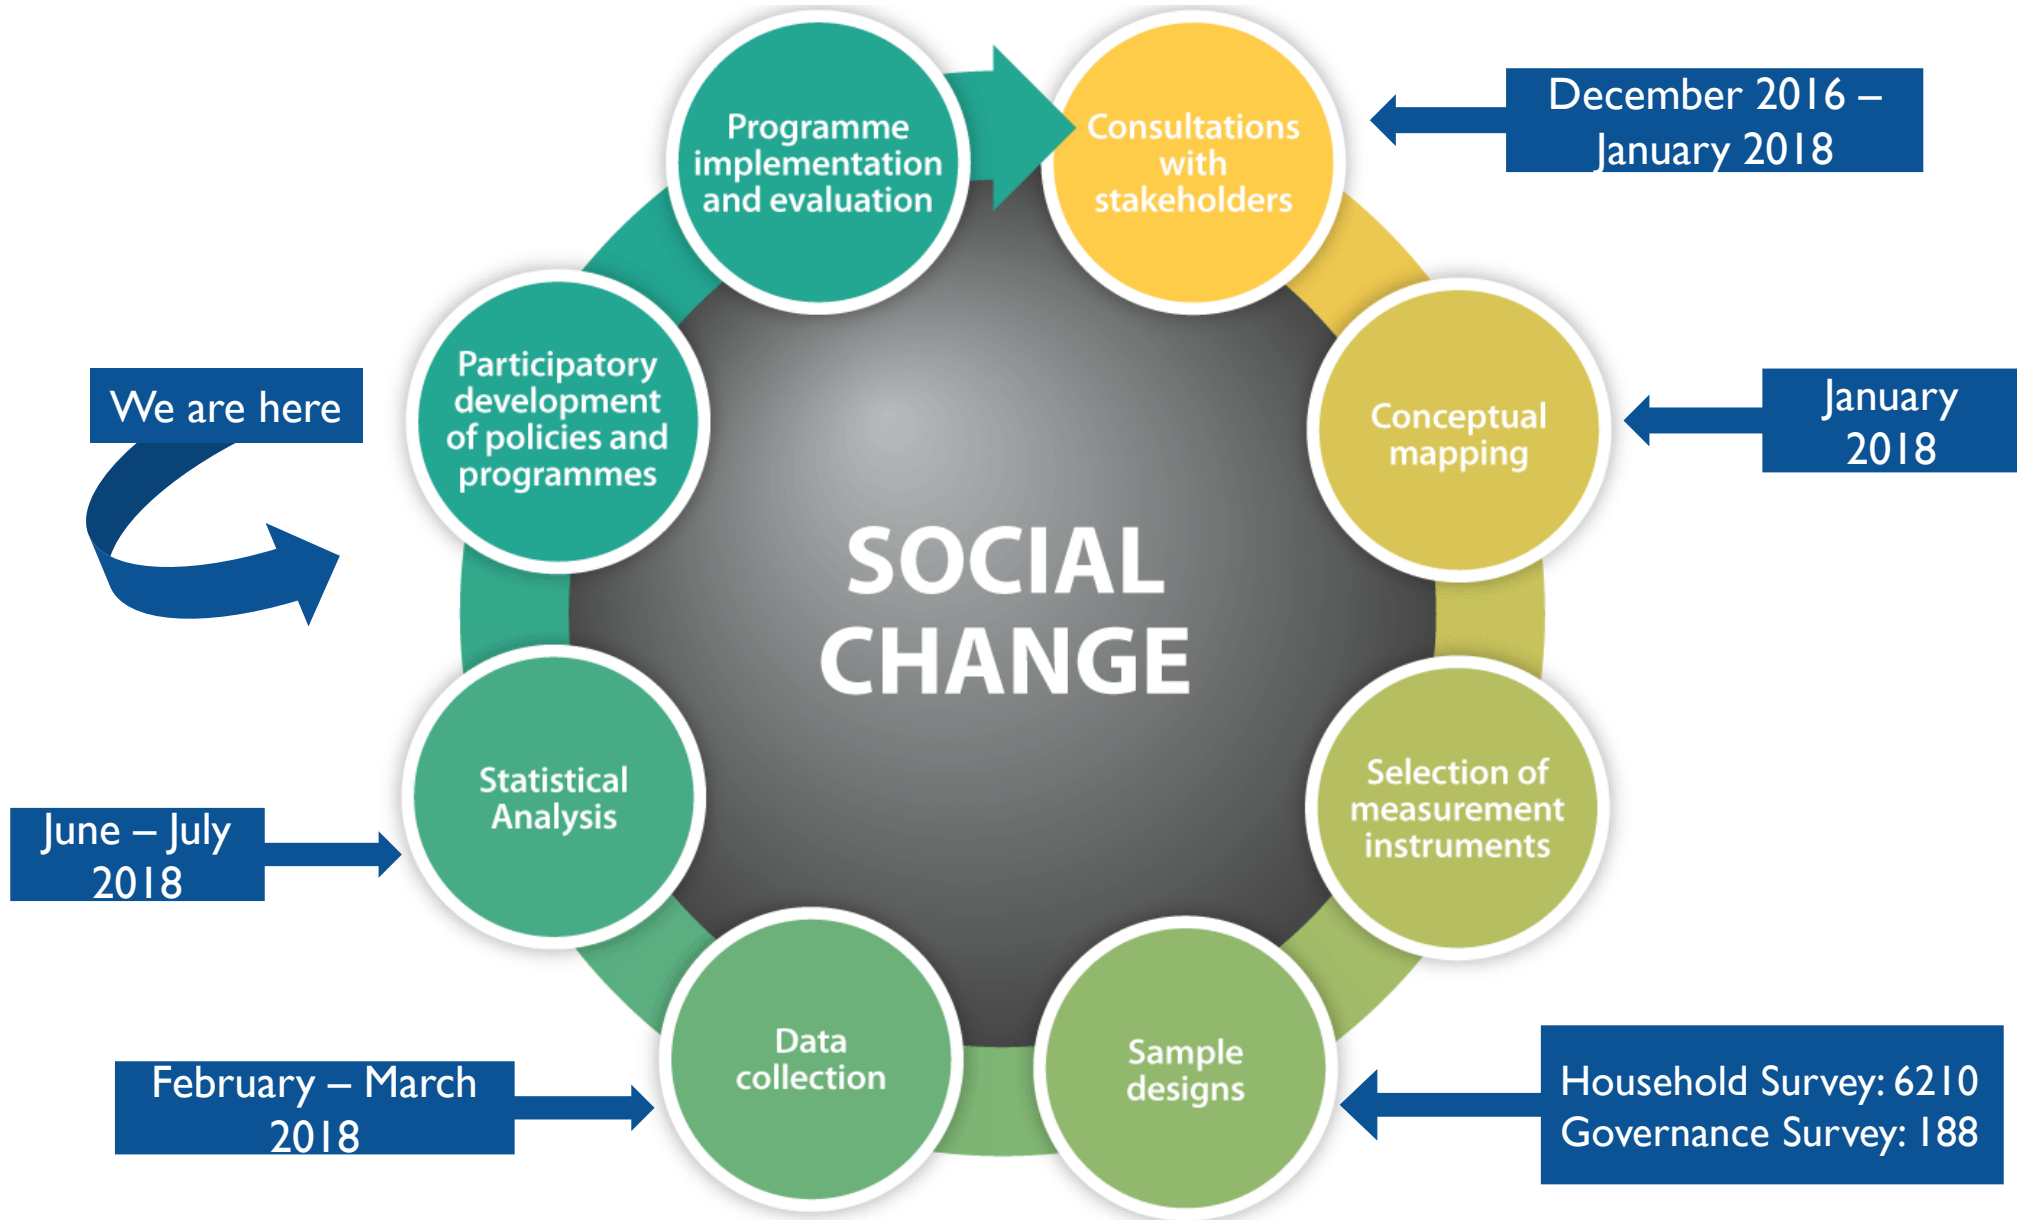 Programme
implementation
and evaluation
Consultations
with
stakeholders
December 2016 –
January 2018
Participatory
development
of policies and
programmes
We are here
Conceptual
mapping
January
2018
SOCIAL
CHANGE
Statistical
Analysis
June – July
2018
Selection of
measurement
instruments
Data
collection
February – March
2018
Sample
designs
Household Survey: 6210
Governance Survey: 188